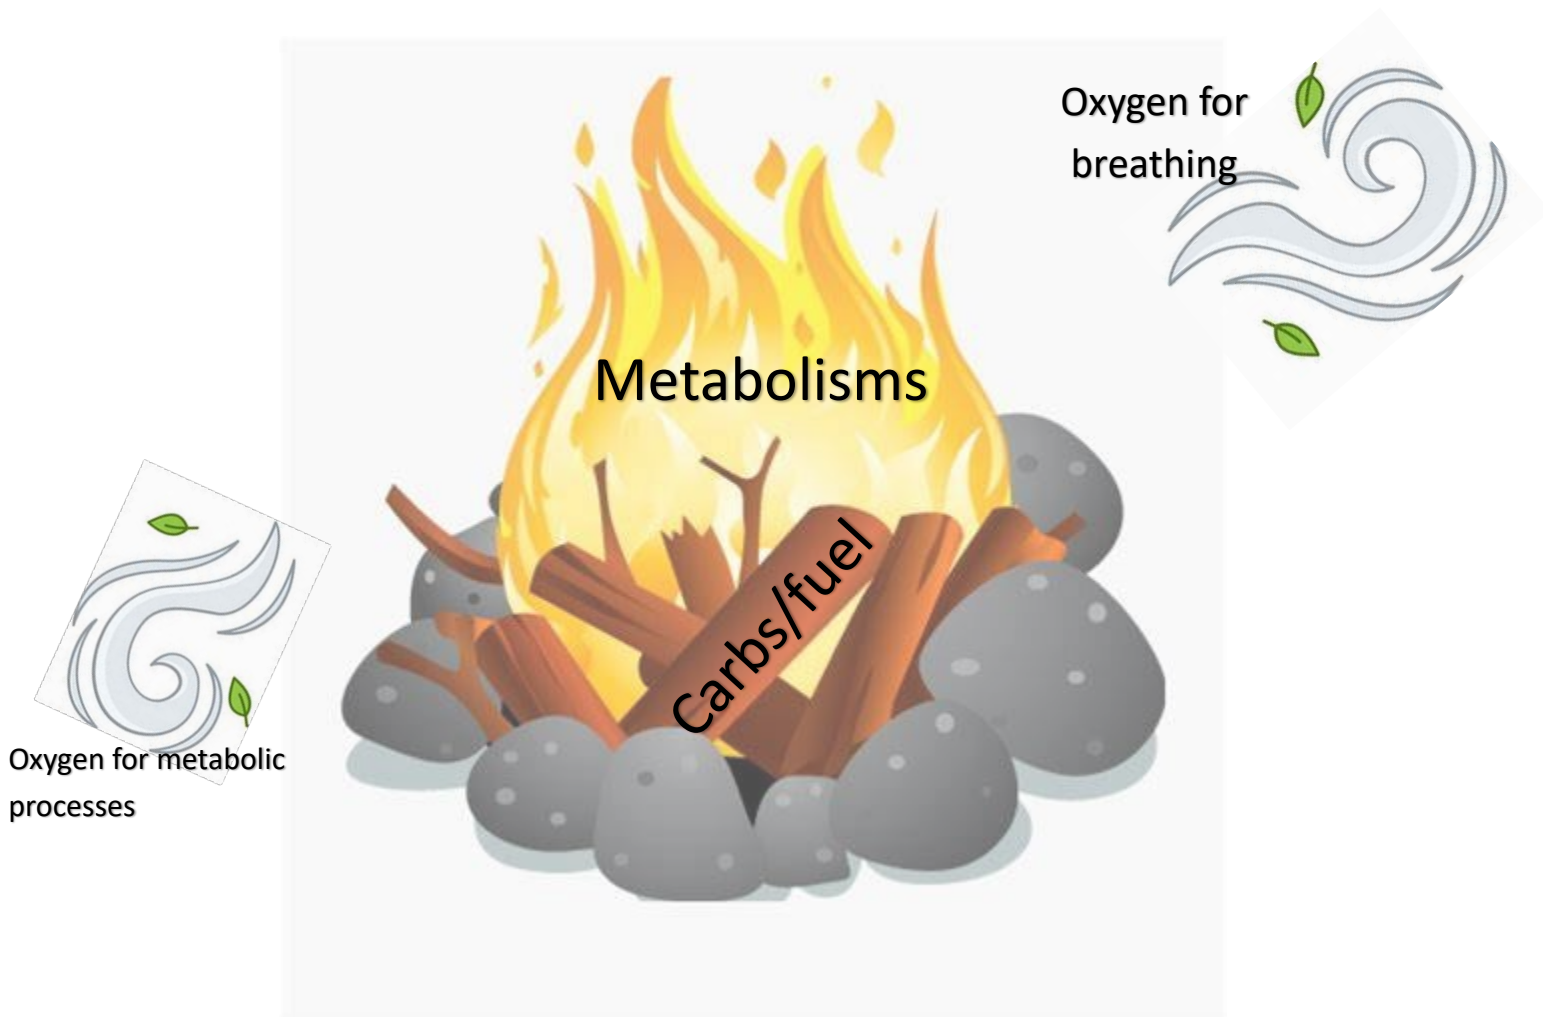 Oxygen for
breathing
Metabolisms
Carbs/fuel
Oxygen for metabolic
processes